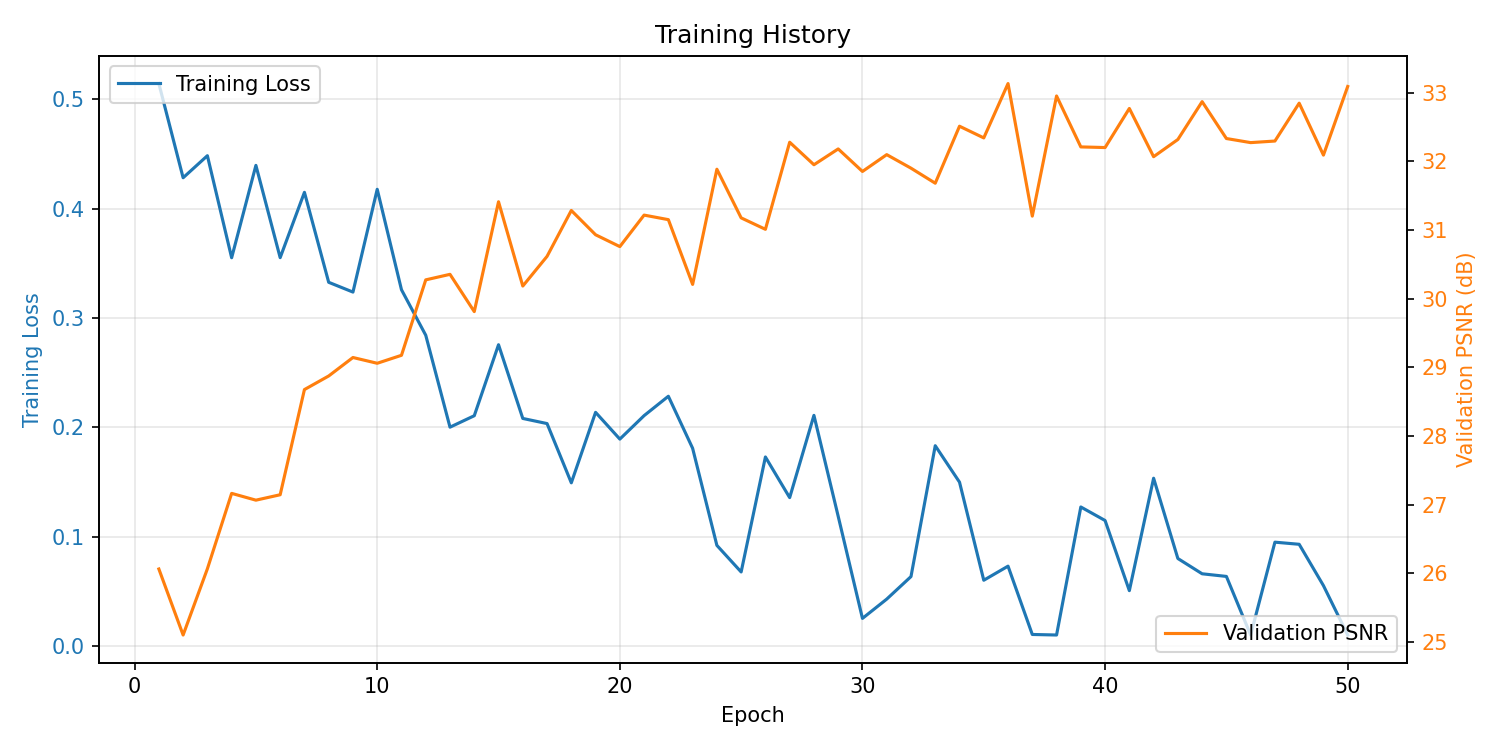 Training History
Training Loss
Validation PSNR
Training Loss
0.5
0.4
0.3
0.2
0.1
0.0
Validation PSNR (dB)
33
32
31
30
29
28
27
26
25
0 10 20 30 40 50
Epoch